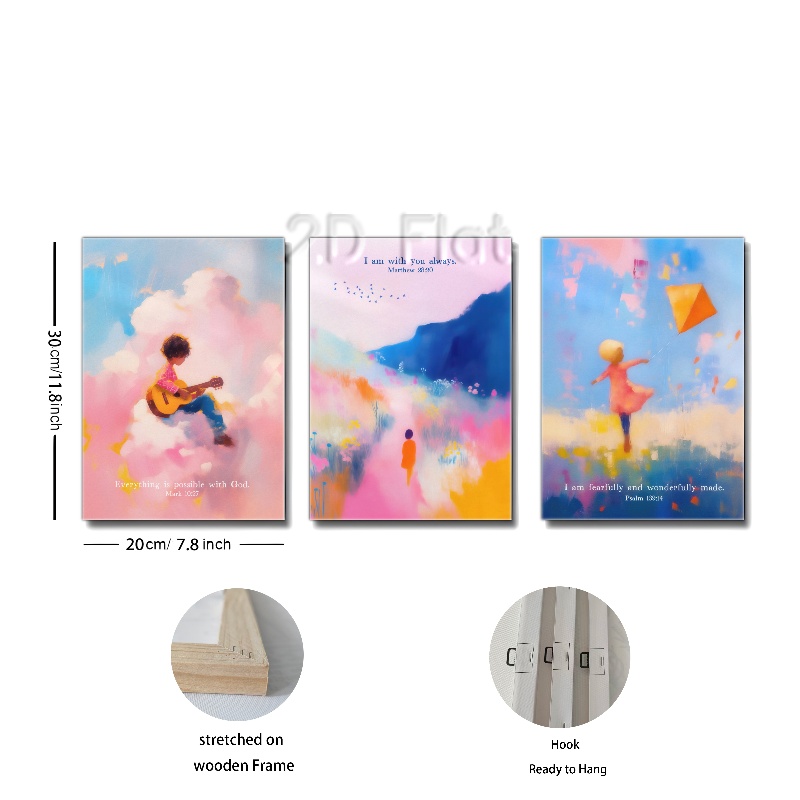 2D Flat
I am with you always.
Matthew 28:20
30cm/11.8inch
Everything is possible with God.
Mark 10:27
I am fearfully and wonderfully made.
Psalm 139:14
20cm/ 7.8 inch
stretched on
wooden Frame
Hook
Ready to Hang